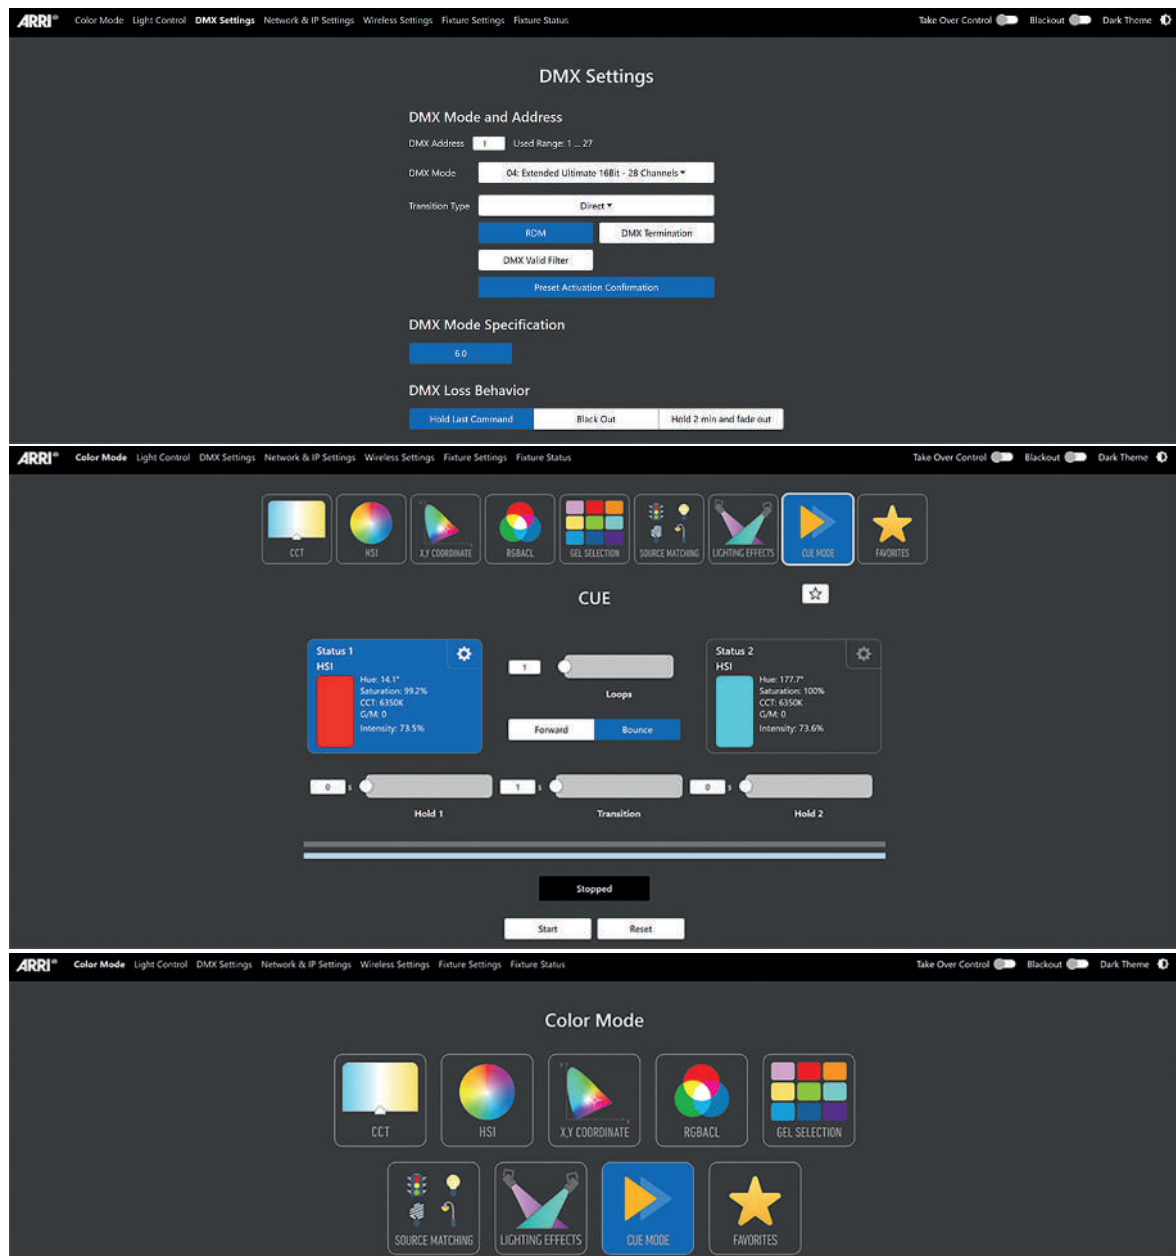 ARRI® Color Mode Light Control DMX Settings Network & IP Settings Wireless Settings Fixture Settings Fixture Status Take Over Control Blackout Dark Theme
DMX Settings
DMX Mode and Address
DMX Address 1 Used Range: 1 ... 27
DMX Mode 04: Extended Ultimate 16Bit - 28 Channels
Transition Type Direct
RDM DMX Termination
DMX Valid Filter
Preset Activation Confirmation
DMX Mode Specification
6.0
DMX Loss Behavior
Hold Last Command Black Out Hold 2 min and fade out
ARRI® Color Mode Light Control DMX Settings Network & IP Settings Wireless Settings Fixture Settings Fixture Status Take Over Control Blackout Dark Theme
CCT HSI X,Y COORDINATE RGBACL GEL SELECTION SOURCE MATCHING LIGHTING EFFECTS CUE MODE FAVORITES
CUE
Status 1
HSI
Hue: 14.1°
Saturation: 99.2%
CCT: 6350K
G/M: 0
Intensity: 73.5%
1
Loops
Forward Bounce
Status 2
HSI
Hue: 177.7°
Saturation: 100%
CCT: 6350K
G/M: 0
Intensity: 73.6%
0 s 1 s 0 s
Hold 1 Transition Hold 2
Stopped
Start Reset
ARRI® Color Mode Light Control DMX Settings Network & IP Settings Wireless Settings Fixture Settings Fixture Status Take Over Control Blackout Dark Theme
Color Mode
CCT HSI X,Y COORDINATE RGBACL GEL SELECTION
SOURCE MATCHING LIGHTING EFFECTS CUE MODE FAVORITES